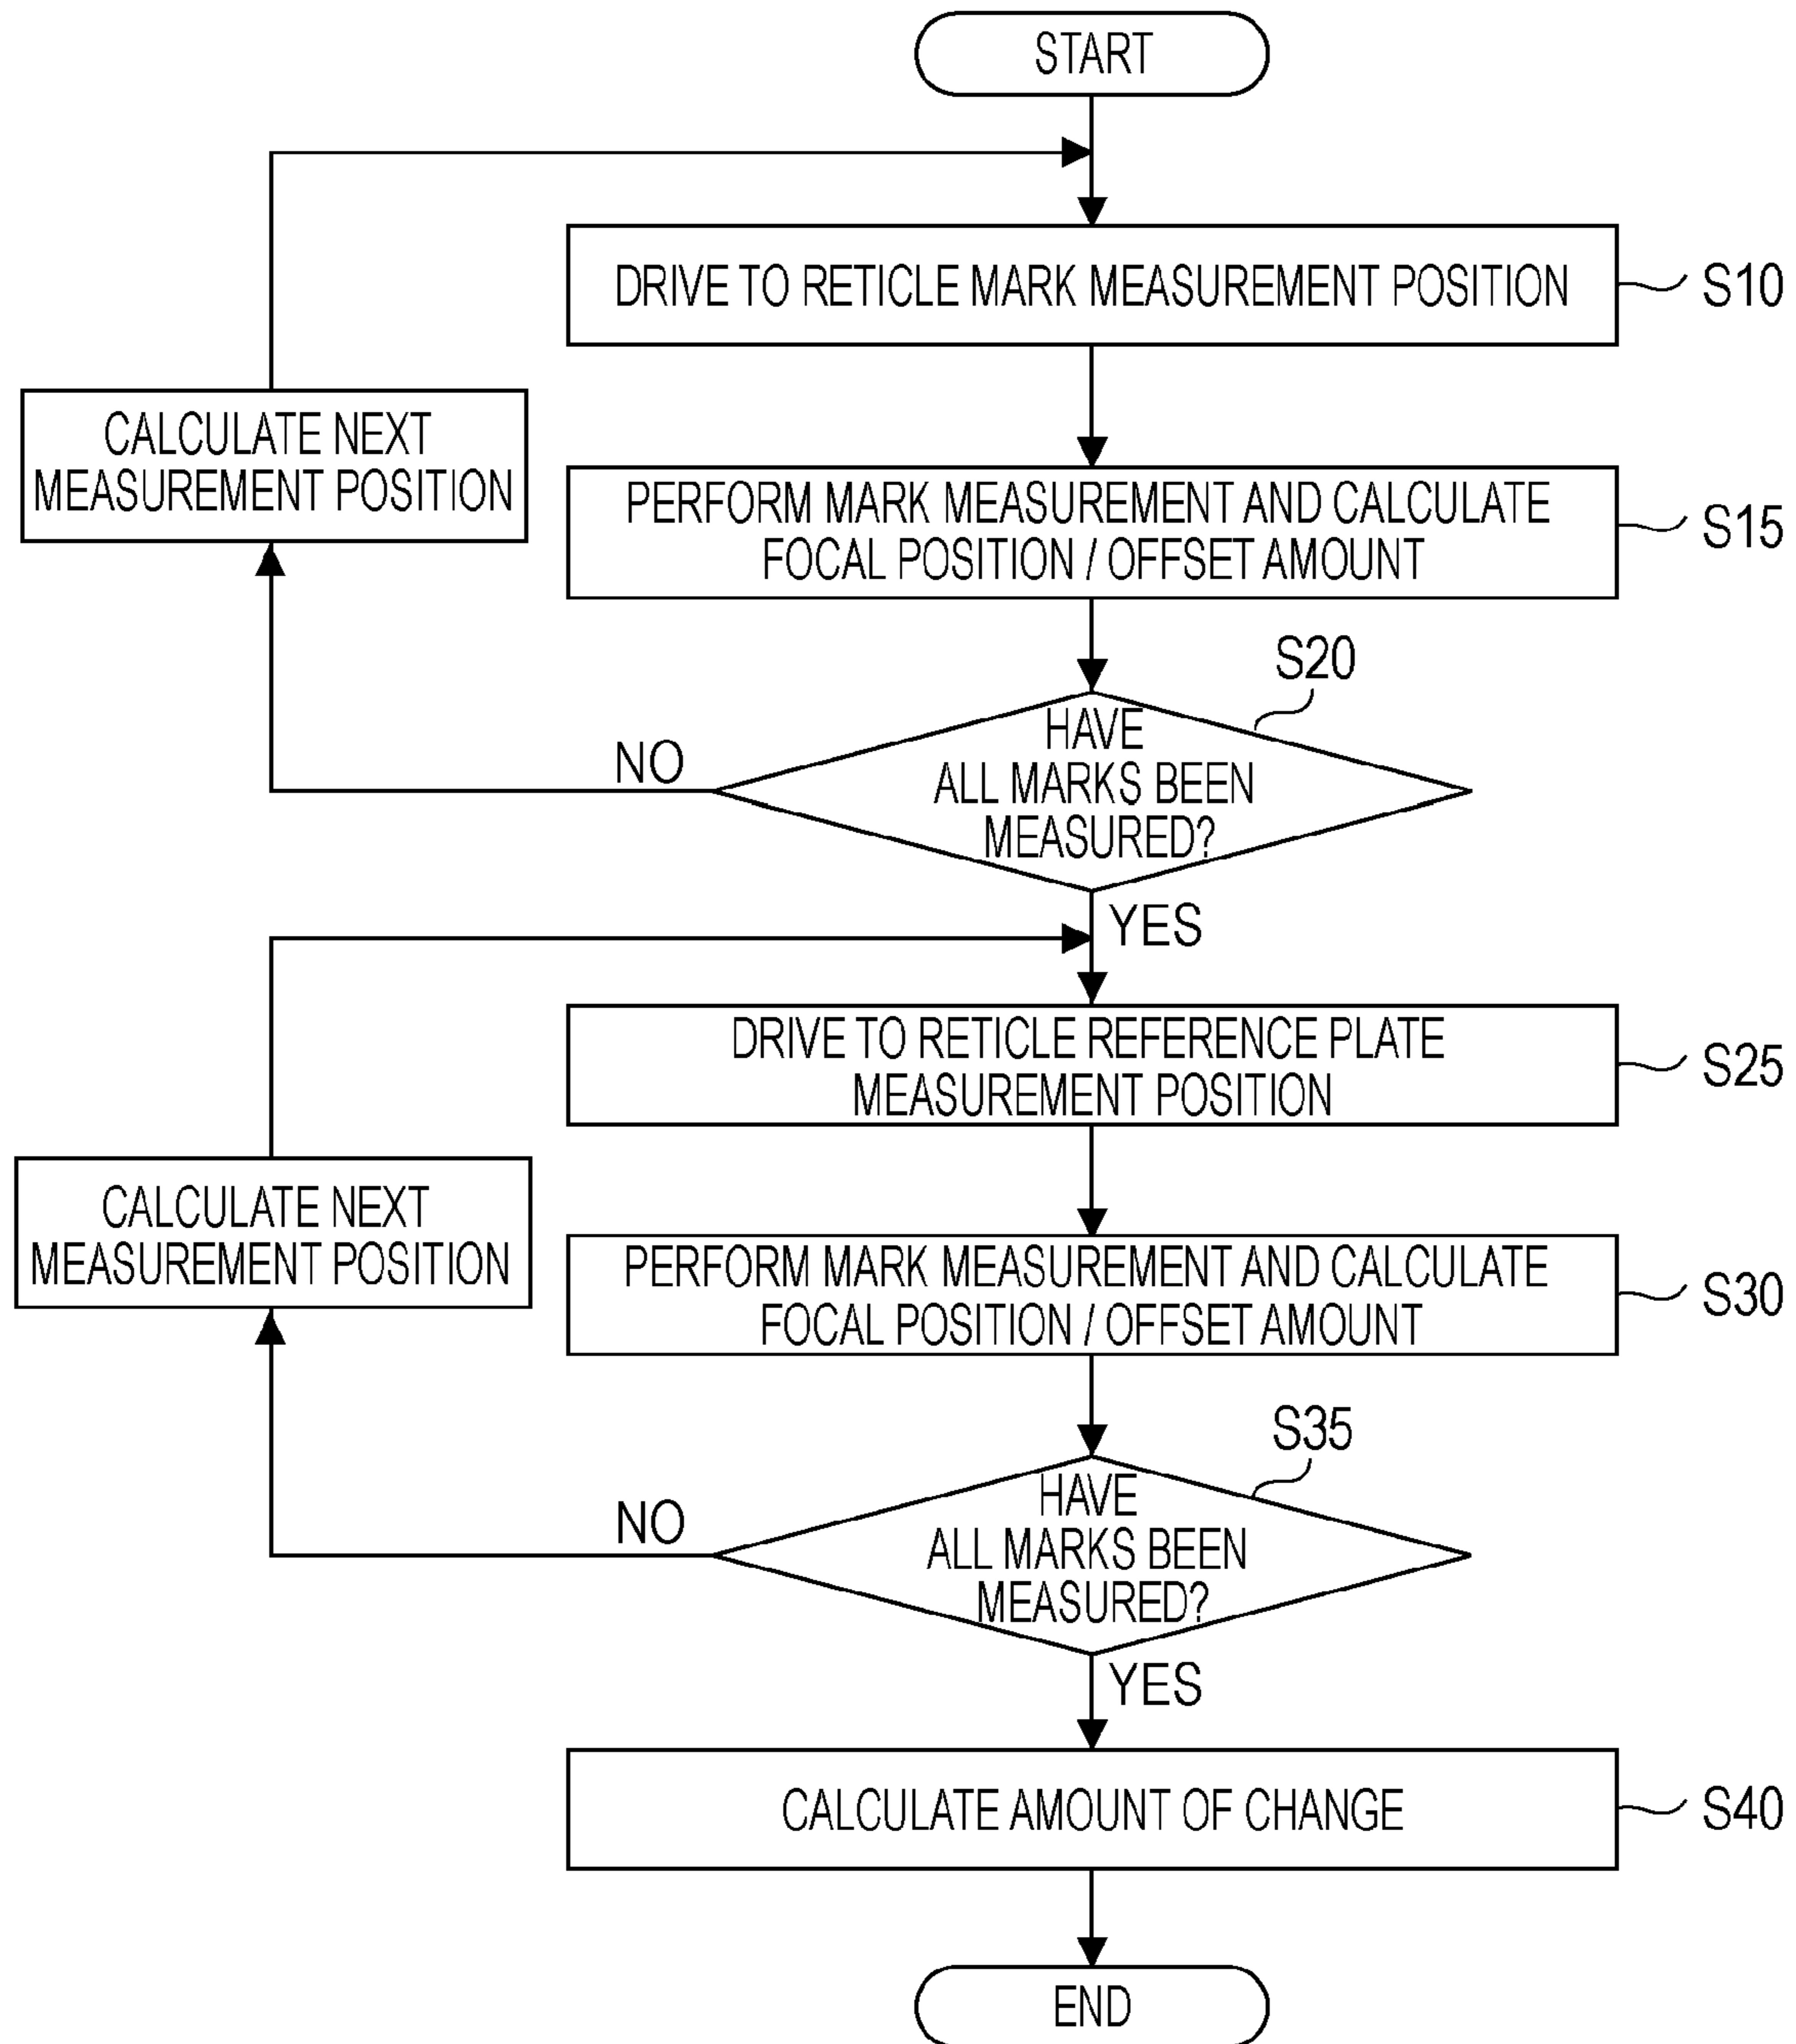 START
DRIVE TO RETICLE MARK MEASUREMENT POSITION
S10
CALCULATE NEXT
MEASUREMENT POSITION
PERFORM MARK MEASUREMENT AND CALCULATE
FOCAL POSITION / OFFSET AMOUNT
S15
S20
HAVE
ALL MARKS BEEN
MEASURED?
NO
YES
DRIVE TO RETICLE REFERENCE PLATE
MEASUREMENT POSITION
S25
CALCULATE NEXT
MEASUREMENT POSITION
PERFORM MARK MEASUREMENT AND CALCULATE
FOCAL POSITION / OFFSET AMOUNT
S30
S35
HAVE
ALL MARKS BEEN
MEASURED?
NO
YES
CALCULATE AMOUNT OF CHANGE
S40
END